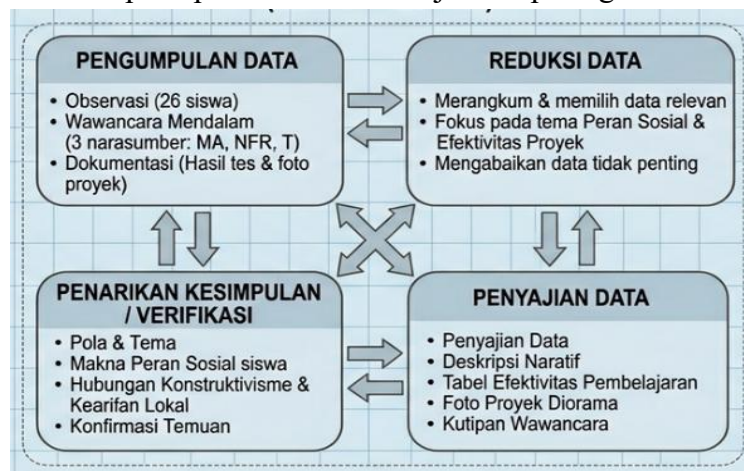 PENGUMPULAN DATA
• Observasi (26 siswa)
• Wawancara Mendalam
(3 narasumber: MA, NFR, T)
• Dokumentasi (Hasil tes & foto
proyek)
REDUKSI DATA
• Merangkum & memilih data relevan
• Fokus pada tema Peran Sosial &
Efektivitas Proyek
• Mengabaikan data tidak penting
PENARIKAN KESIMPULAN
/ VERIFIKASI
• Pola & Tema
• Makna Peran Sosial siswa
• Hubungan Konstruktivisme &
Kearifan Lokal
• Konfirmasi Temuan
PENYAJIAN DATA
• Penyajian Data
• Deskripsi Naratif
• Tabel Efektivitas Pembelajaran
• Foto Proyek Diorama
• Kutipan Wawancara